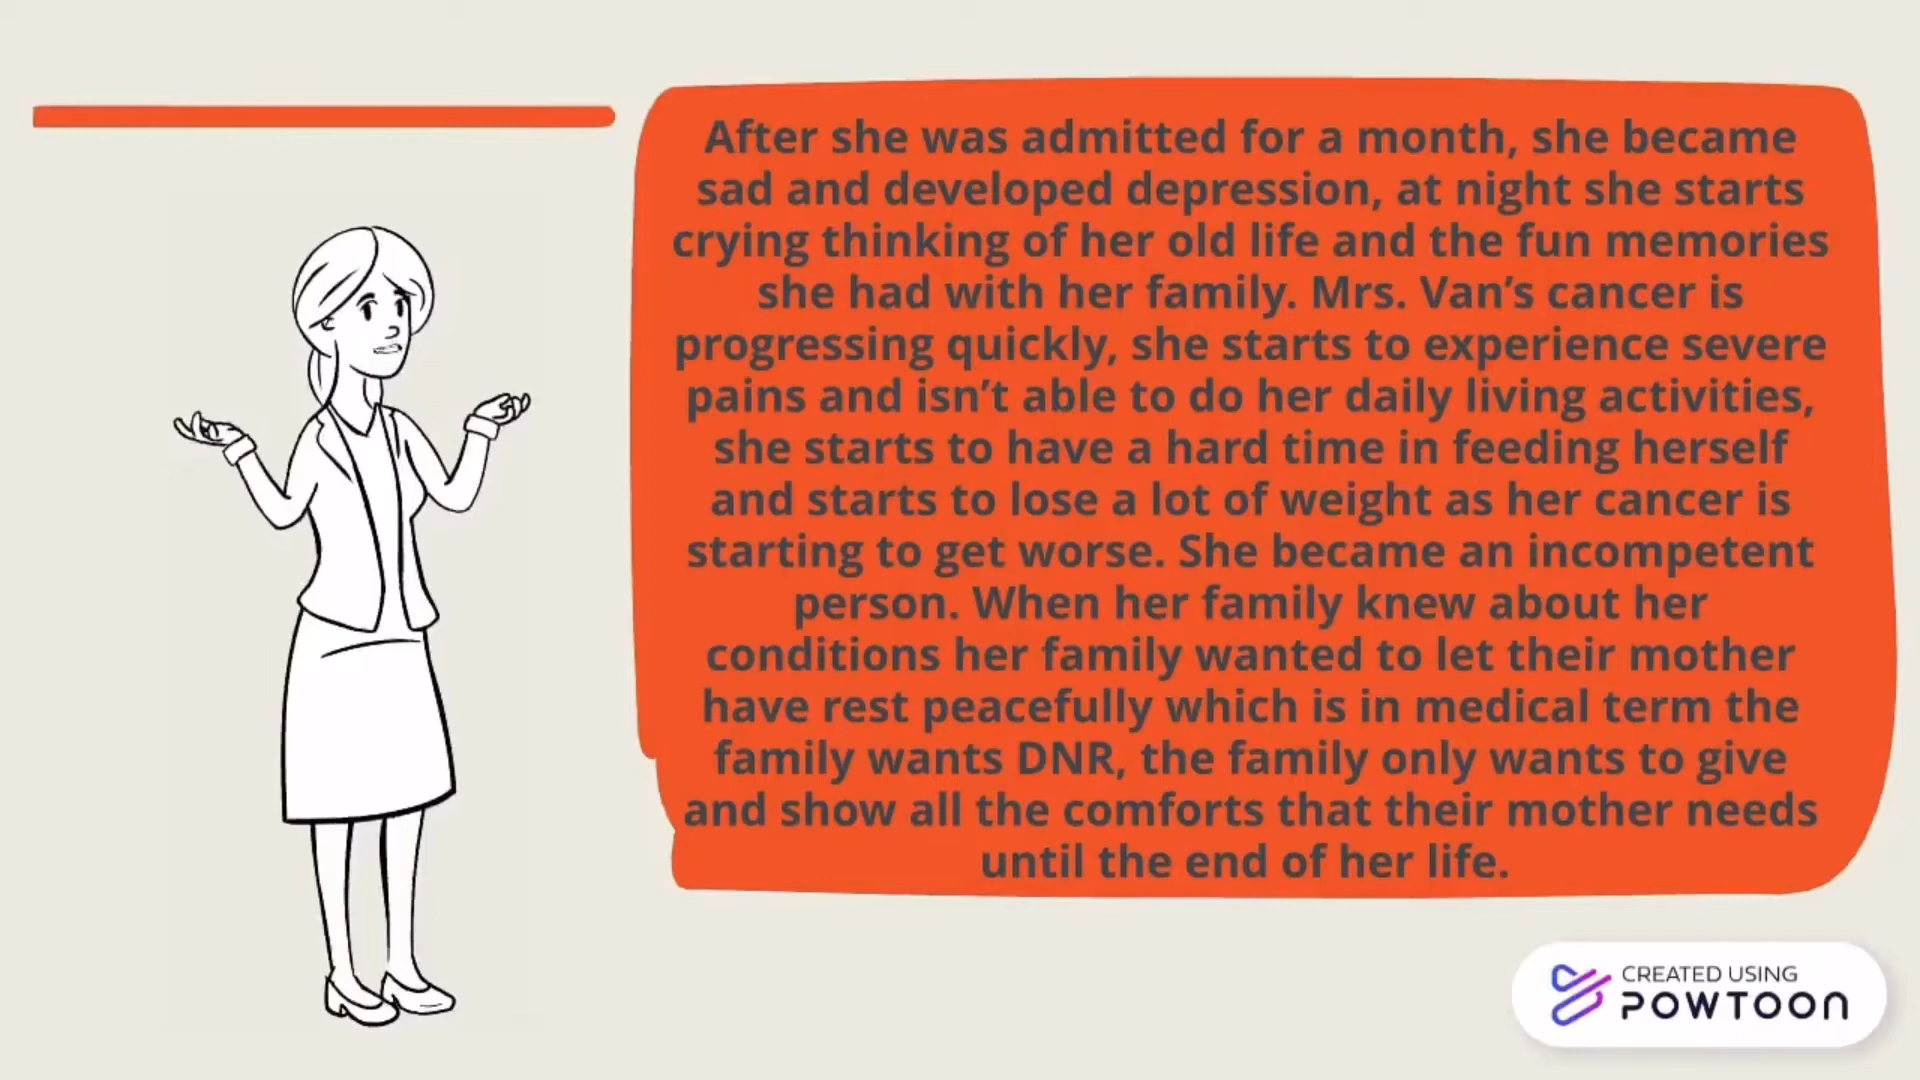 After she was admitted for a month, she became
sad and developed depression, at night she starts
crying thinking of her old life and the fun memories
she had with her family. Mrs. Van’s cancer is
progressing quickly, she starts to experience severe
pains and isn’t able to do her daily living activities,
she starts to have a hard time in feeding herself
and starts to lose a lot of weight as her cancer is
starting to get worse. She became an incompetent
person. When her family knew about her
conditions her family wanted to let their mother
have rest peacefully which is in medical term the
family wants DNR, the family only wants to give
and show all the comforts that their mother needs
until the end of her life.
CREATED USING
POWTOON